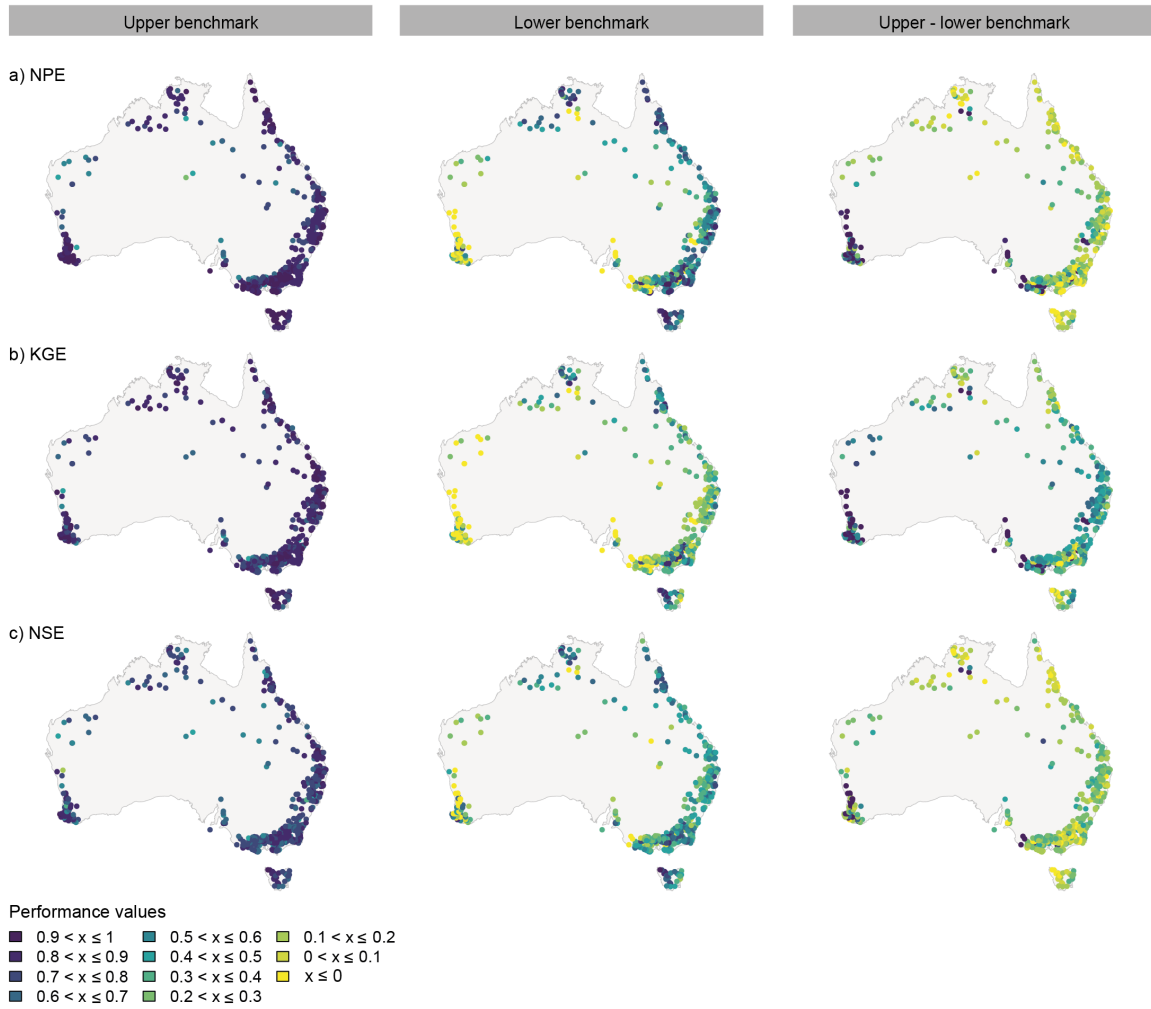 Upper benchmark
Lower benchmark
Upper - lower benchmark
a) NPE
b) KGE
c) NSE
Performance values
0.9 < x ≤ 1
0.5 < x ≤ 0.6
0.1 < x ≤ 0.2
0.8 < x ≤ 0.9
0.4 < x ≤ 0.5
0 < x ≤ 0.1
0.7 < x ≤ 0.8
0.3 < x ≤ 0.4
x ≤ 0
0.6 < x ≤ 0.7
0.2 < x ≤ 0.3